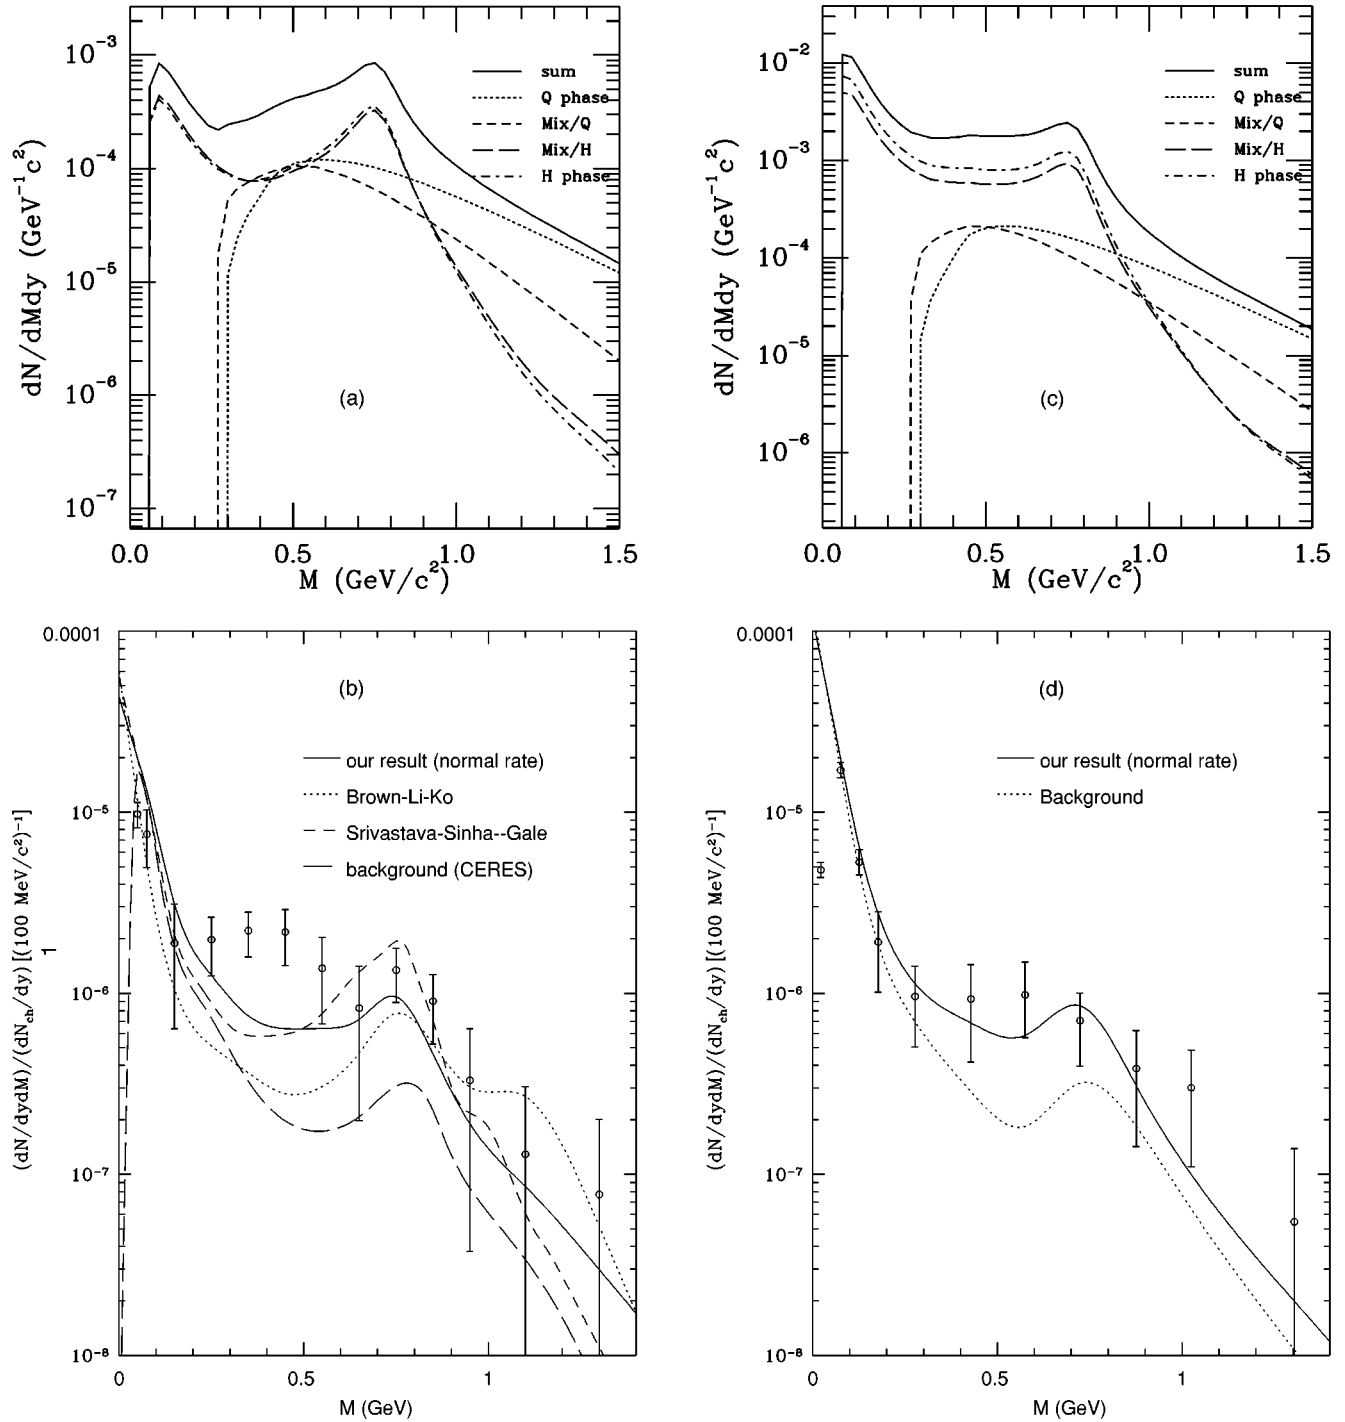 10⁻³
10⁻⁴
10⁻⁵
10⁻⁶
10⁻⁷
dN/dMdy (GeV⁻¹c²)
sum
Q phase
Mix/Q
Mix/H
H phase
(a)
0.0 0.5 1.0 1.5
M (GeV/c²)
10⁻²
10⁻³
10⁻⁴
10⁻⁵
10⁻⁶
dN/dMdy (GeV⁻¹c²)
sum
Q phase
Mix/Q
Mix/H
H phase
(c)
0.0 0.5 1.0 1.5
M (GeV/c²)
0.0001
10⁻⁵
10⁻⁶
10⁻⁷
10⁻⁸
(dN/dydM)/(dN_ch/dy) [(100 MeV/c²)⁻¹]
1
(b)
our result (normal rate)
Brown-Li-Ko
Srivastava-Sinha--Gale
background (CERES)
0 0.5 1
M (GeV)
0.0001
10⁻⁵
10⁻⁶
10⁻⁷
10⁻⁸
(dN/dydM)/(dN_ch/dy) [(100 MeV/c²)⁻¹]
(d)
our result (normal rate)
Background
0 0.5 1
M (GeV)